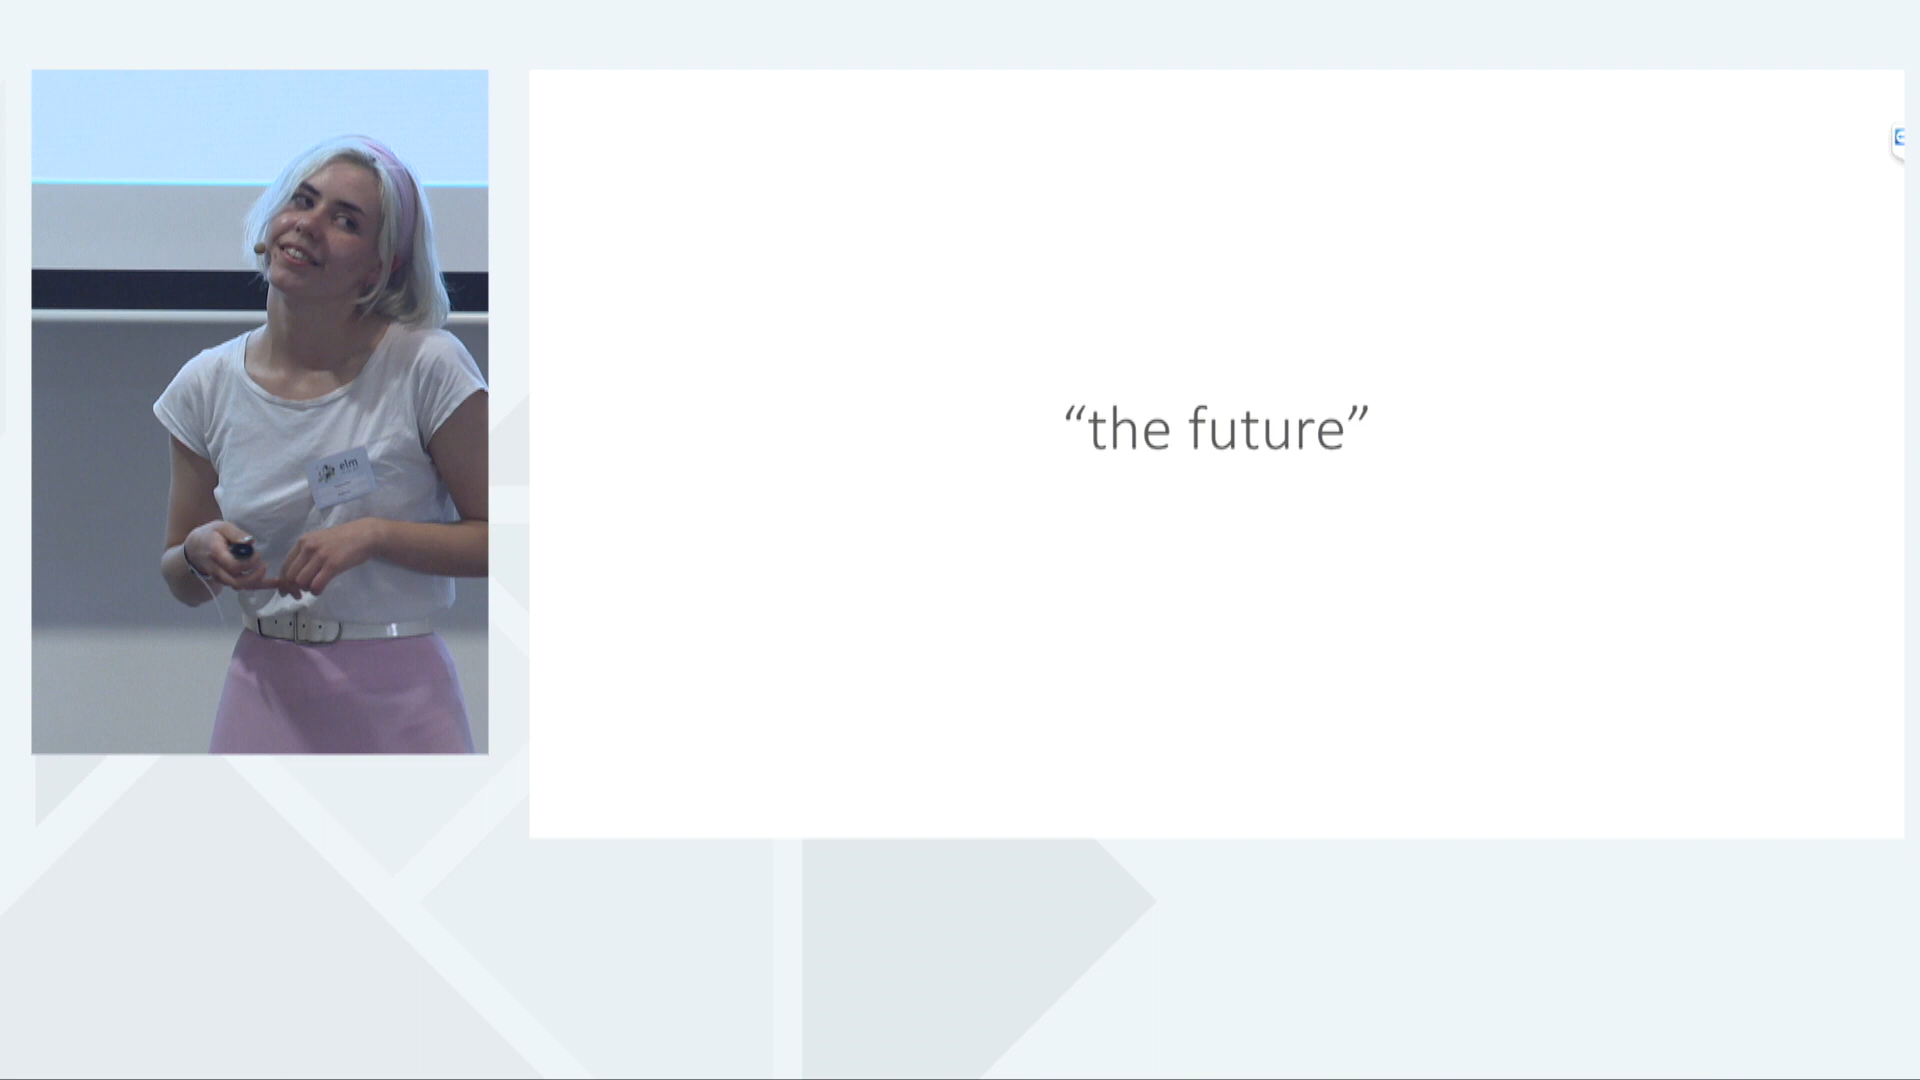 elm
“the future”